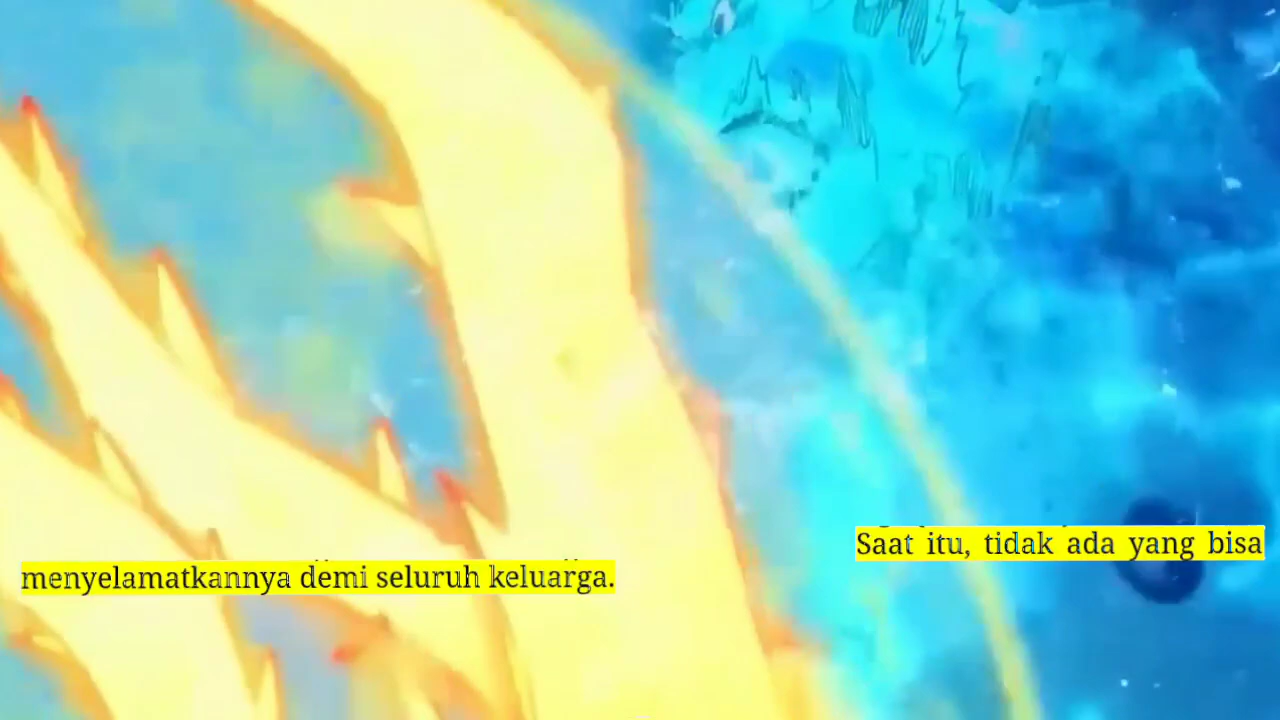 Saat itu, tidak ada yang bisa
menyelamatkannya demi seluruh keluarga.